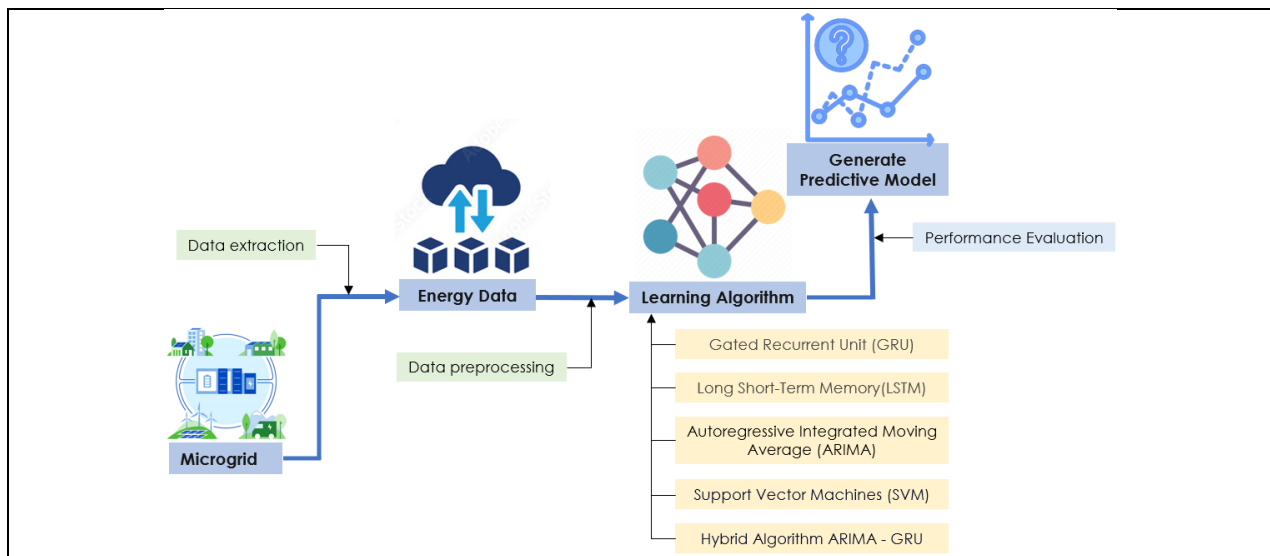 Generate
Predictive Model
Data extraction
Performance Evaluation
Energy Data
Learning Algorithm
Data preprocessing
Gated Recurrent Unit (GRU)
Long Short-Term Memory(LSTM)
Autoregressive Integrated Moving
Average (ARIMA)
Microgrid
Support Vector Machines (SVM)
Hybrid Algorithm ARIMA - GRU